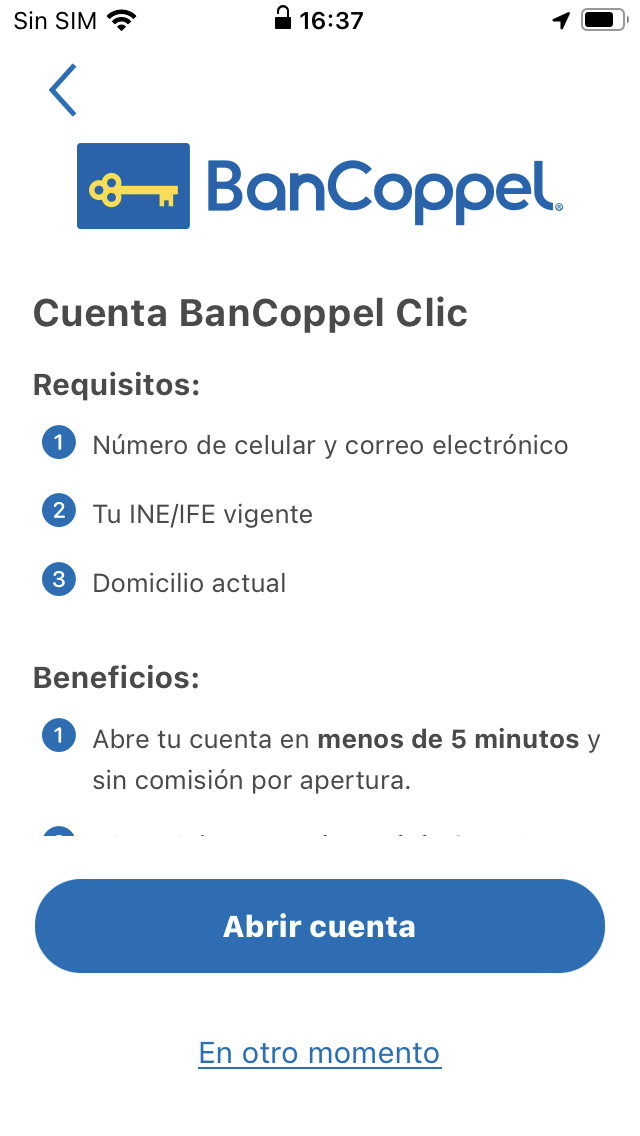 Sin SIM 16:37
BanCoppel®
Cuenta BanCoppel Clic
Requisitos:
1 Número de celular y correo electrónico
2 Tu INE/IFE vigente
3 Domicilio actual
Beneficios:
1 Abre tu cuenta en menos de 5 minutos y
sin comisión por apertura.
Abrir cuenta
En otro momento